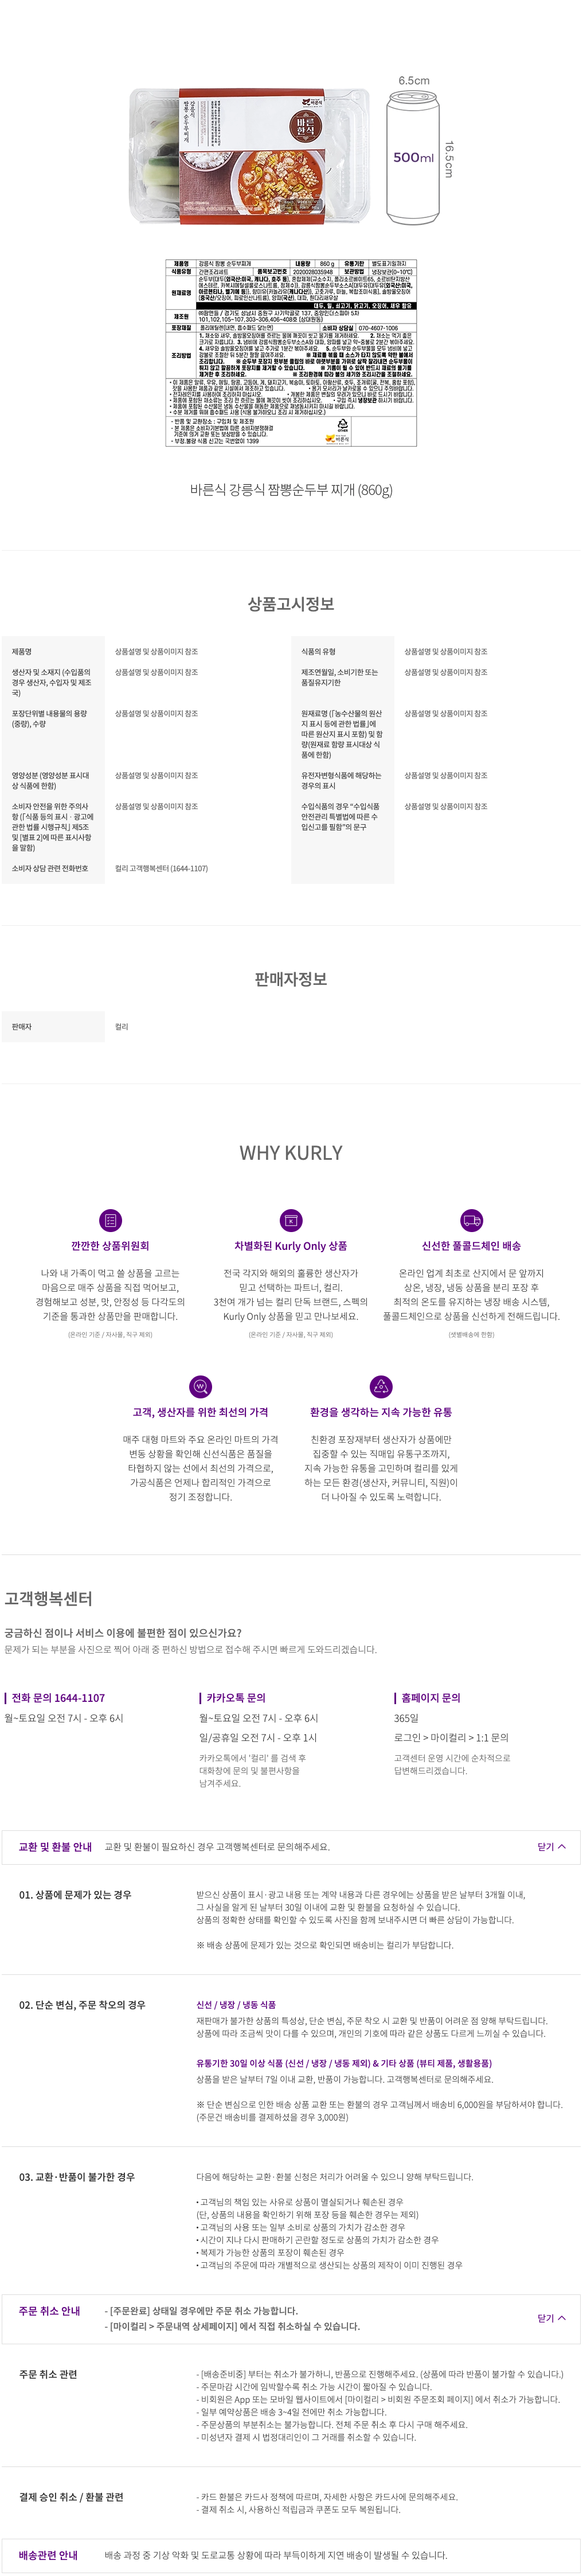 6.5cm
500ml
16.5cm
바른한식
제품명 강릉식 짬뽕 순두부찌개 내용량 860 g 유통기한 별도표기일까지
식품유형 간편조리세트 품목보고번호 2020028035948 보관방법 냉장보관(0~10℃)
원재료명
대두, 밀, 쇠고기, 닭고기, 오징어, 새우 함유
제조원
포장재질 소비자 상담실 070-4607-1006
조리방법
바른식 강릉식 짬뽕순두부 찌개 (860g)
상품고시정보
제품명 상품설명 및 상품이미지 참조
식품의 유형 상품설명 및 상품이미지 참조
생산자 및 소재지 (수입품의 상품설명 및 상품이미지 참조
경우 생산자, 수입자 및 제조
국)
제조연월일, 소비기한 또는 상품설명 및 상품이미지 참조
품질유지기한
포장단위별 내용물의 용량 상품설명 및 상품이미지 참조
(중량), 수량
원재료명 (「농수산물의 원산 상품설명 및 상품이미지 참조
지 표시 등에 관한 법률」에
따른 원산지 표시 포함) 및 함
량(원재료 함량 표시대상 식
품에 한함)
영양성분 (영양성분 표시대 상품설명 및 상품이미지 참조
상 식품에 한함)
유전자변형식품에 해당하는 상품설명 및 상품이미지 참조
경우의 표시
소비자 안전을 위한 주의사 상품설명 및 상품이미지 참조
항 (「식품 등의 표시ㆍ광고에
관한 법률 시행규칙」 제5조
및 [별표 2]에 따른 표시사항
을 말함)
수입식품의 경우 “수입식품 상품설명 및 상품이미지 참조
안전관리 특별법에 따른 수
입신고를 필함”의 문구
소비자 상담 관련 전화번호 컬리 고객행복센터 (1644-1107)
판매자정보
판매자 컬리
WHY KURLY
깐깐한 상품위원회
나와 내 가족이 먹고 쓸 상품을 고르는
마음으로 매주 상품을 직접 먹어보고,
경험해보고 성분, 맛, 안정성 등 다각도의
기준을 통과한 상품만을 판매합니다.
(온라인 기준 / 자사몰, 직구 제외)
차별화된 Kurly Only 상품
전국 각지와 해외의 훌륭한 생산자가
믿고 선택하는 파트너, 컬리.
3천여 개가 넘는 컬리 단독 브랜드, 스펙의
Kurly Only 상품을 믿고 만나보세요.
(온라인 기준 / 자사몰, 직구 제외)
신선한 풀콜드체인 배송
온라인 업계 최초로 산지에서 문 앞까지
상온, 냉장, 냉동 상품을 분리 포장 후
최적의 온도를 유지하는 냉장 배송 시스템,
풀콜드체인으로 상품을 신선하게 전해드립니다.
(샛별배송에 한함)
고객, 생산자를 위한 최선의 가격
매주 대형 마트와 주요 온라인 마트의 가격
변동 상황을 확인해 신선식품은 품질을
타협하지 않는 선에서 최선의 가격으로,
가공식품은 언제나 합리적인 가격으로
정기 조정합니다.
환경을 생각하는 지속 가능한 유통
친환경 포장재부터 생산자가 상품에만
집중할 수 있는 직매입 유통구조까지,
지속 가능한 유통을 고민하며 컬리를 있게
하는 모든 환경(생산자, 커뮤니티, 직원)이
더 나아질 수 있도록 노력합니다.
고객행복센터
궁금하신 점이나 서비스 이용에 불편한 점이 있으신가요?
문제가 되는 부분을 사진으로 찍어 아래 중 편하신 방법으로 접수해 주시면 빠르게 도와드리겠습니다.
전화 문의 1644-1107
월~토요일 오전 7시 - 오후 6시
카카오톡 문의
월~토요일 오전 7시 - 오후 6시
일/공휴일 오전 7시 - 오후 1시
카카오톡에서 '컬리' 를 검색 후
대화창에 문의 및 불편사항을
남겨주세요.
홈페이지 문의
365일
로그인 > 마이컬리 > 1:1 문의
고객센터 운영 시간에 순차적으로
답변해드리겠습니다.
교환 및 환불 안내 교환 및 환불이 필요하신 경우 고객행복센터로 문의해주세요. 닫기
01. 상품에 문제가 있는 경우
받으신 상품이 표시·광고 내용 또는 계약 내용과 다른 경우에는 상품을 받은 날부터 3개월 이내,
그 사실을 알게 된 날부터 30일 이내에 교환 및 환불을 요청하실 수 있습니다.
상품의 정확한 상태를 확인할 수 있도록 사진을 함께 보내주시면 더 빠른 상담이 가능합니다.
※ 배송 상품에 문제가 있는 것으로 확인되면 배송비는 컬리가 부담합니다.
02. 단순 변심, 주문 착오의 경우
신선 / 냉장 / 냉동 식품
재판매가 불가한 상품의 특성상, 단순 변심, 주문 착오 시 교환 및 반품이 어려운 점 양해 부탁드립니다.
상품에 따라 조금씩 맛이 다를 수 있으며, 개인의 기호에 따라 같은 상품도 다르게 느끼실 수 있습니다.
유통기한 30일 이상 식품 (신선 / 냉장 / 냉동 제외) & 기타 상품 (뷰티 제품, 생활용품)
상품을 받은 날부터 7일 이내 교환, 반품이 가능합니다. 고객행복센터로 문의해주세요.
※ 단순 변심으로 인한 배송 상품 교환 또는 환불의 경우 고객님께서 배송비 6,000원을 부담하셔야 합니다.
(주문건 배송비를 결제하셨을 경우 3,000원)
03. 교환·반품이 불가한 경우
다음에 해당하는 교환·환불 신청은 처리가 어려울 수 있으니 양해 부탁드립니다.
• 고객님의 책임 있는 사유로 상품이 멸실되거나 훼손된 경우
(단, 상품의 내용을 확인하기 위해 포장 등을 훼손한 경우는 제외)
• 고객님의 사용 또는 일부 소비로 상품의 가치가 감소한 경우
• 시간이 지나 다시 판매하기 곤란할 정도로 상품의 가치가 감소한 경우
• 복제가 가능한 상품의 포장이 훼손된 경우
• 고객님의 주문에 따라 개별적으로 생산되는 상품의 제작이 이미 진행된 경우
주문 취소 안내 - [주문완료] 상태일 경우에만 주문 취소 가능합니다. 닫기
- [마이컬리 > 주문내역 상세페이지] 에서 직접 취소하실 수 있습니다.
주문 취소 관련
- [배송준비중] 부터는 취소가 불가하니, 반품으로 진행해주세요. (상품에 따라 반품이 불가할 수 있습니다.)
- 주문마감 시간에 임박할수록 취소 가능 시간이 짧아질 수 있습니다.
- 비회원은 App 또는 모바일 웹사이트에서 [마이컬리 > 비회원 주문조회 페이지] 에서 취소가 가능합니다.
- 일부 예약상품은 배송 3~4일 전에만 취소 가능합니다.
- 주문상품의 부분취소는 불가능합니다. 전체 주문 취소 후 다시 구매 해주세요.
- 미성년자 결제 시 법정대리인이 그 거래를 취소할 수 있습니다.
결제 승인 취소 / 환불 관련
- 카드 환불은 카드사 정책에 따르며, 자세한 사항은 카드사에 문의해주세요.
- 결제 취소 시, 사용하신 적립금과 쿠폰도 모두 복원됩니다.
배송관련 안내 배송 과정 중 기상 악화 및 도로교통 상황에 따라 부득이하게 지연 배송이 발생될 수 있습니다.